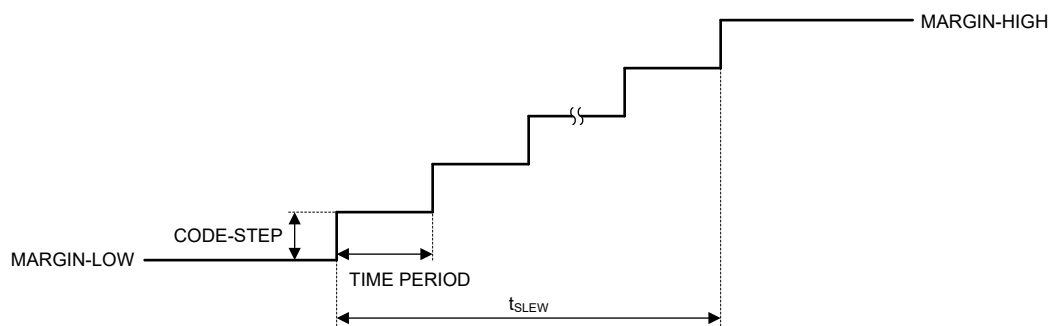 MARGIN-HIGH
CODE-STEP
MARGIN-LOW
TIME PERIOD
tSLEW